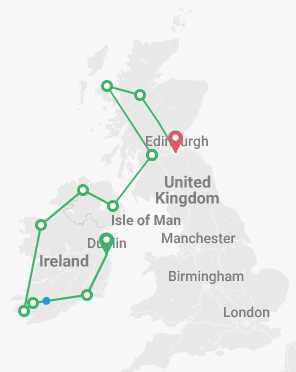 Edinburgh
United
Kingdom
Isle of Man
Dublin
Manchester
Ireland
Birmingham
London